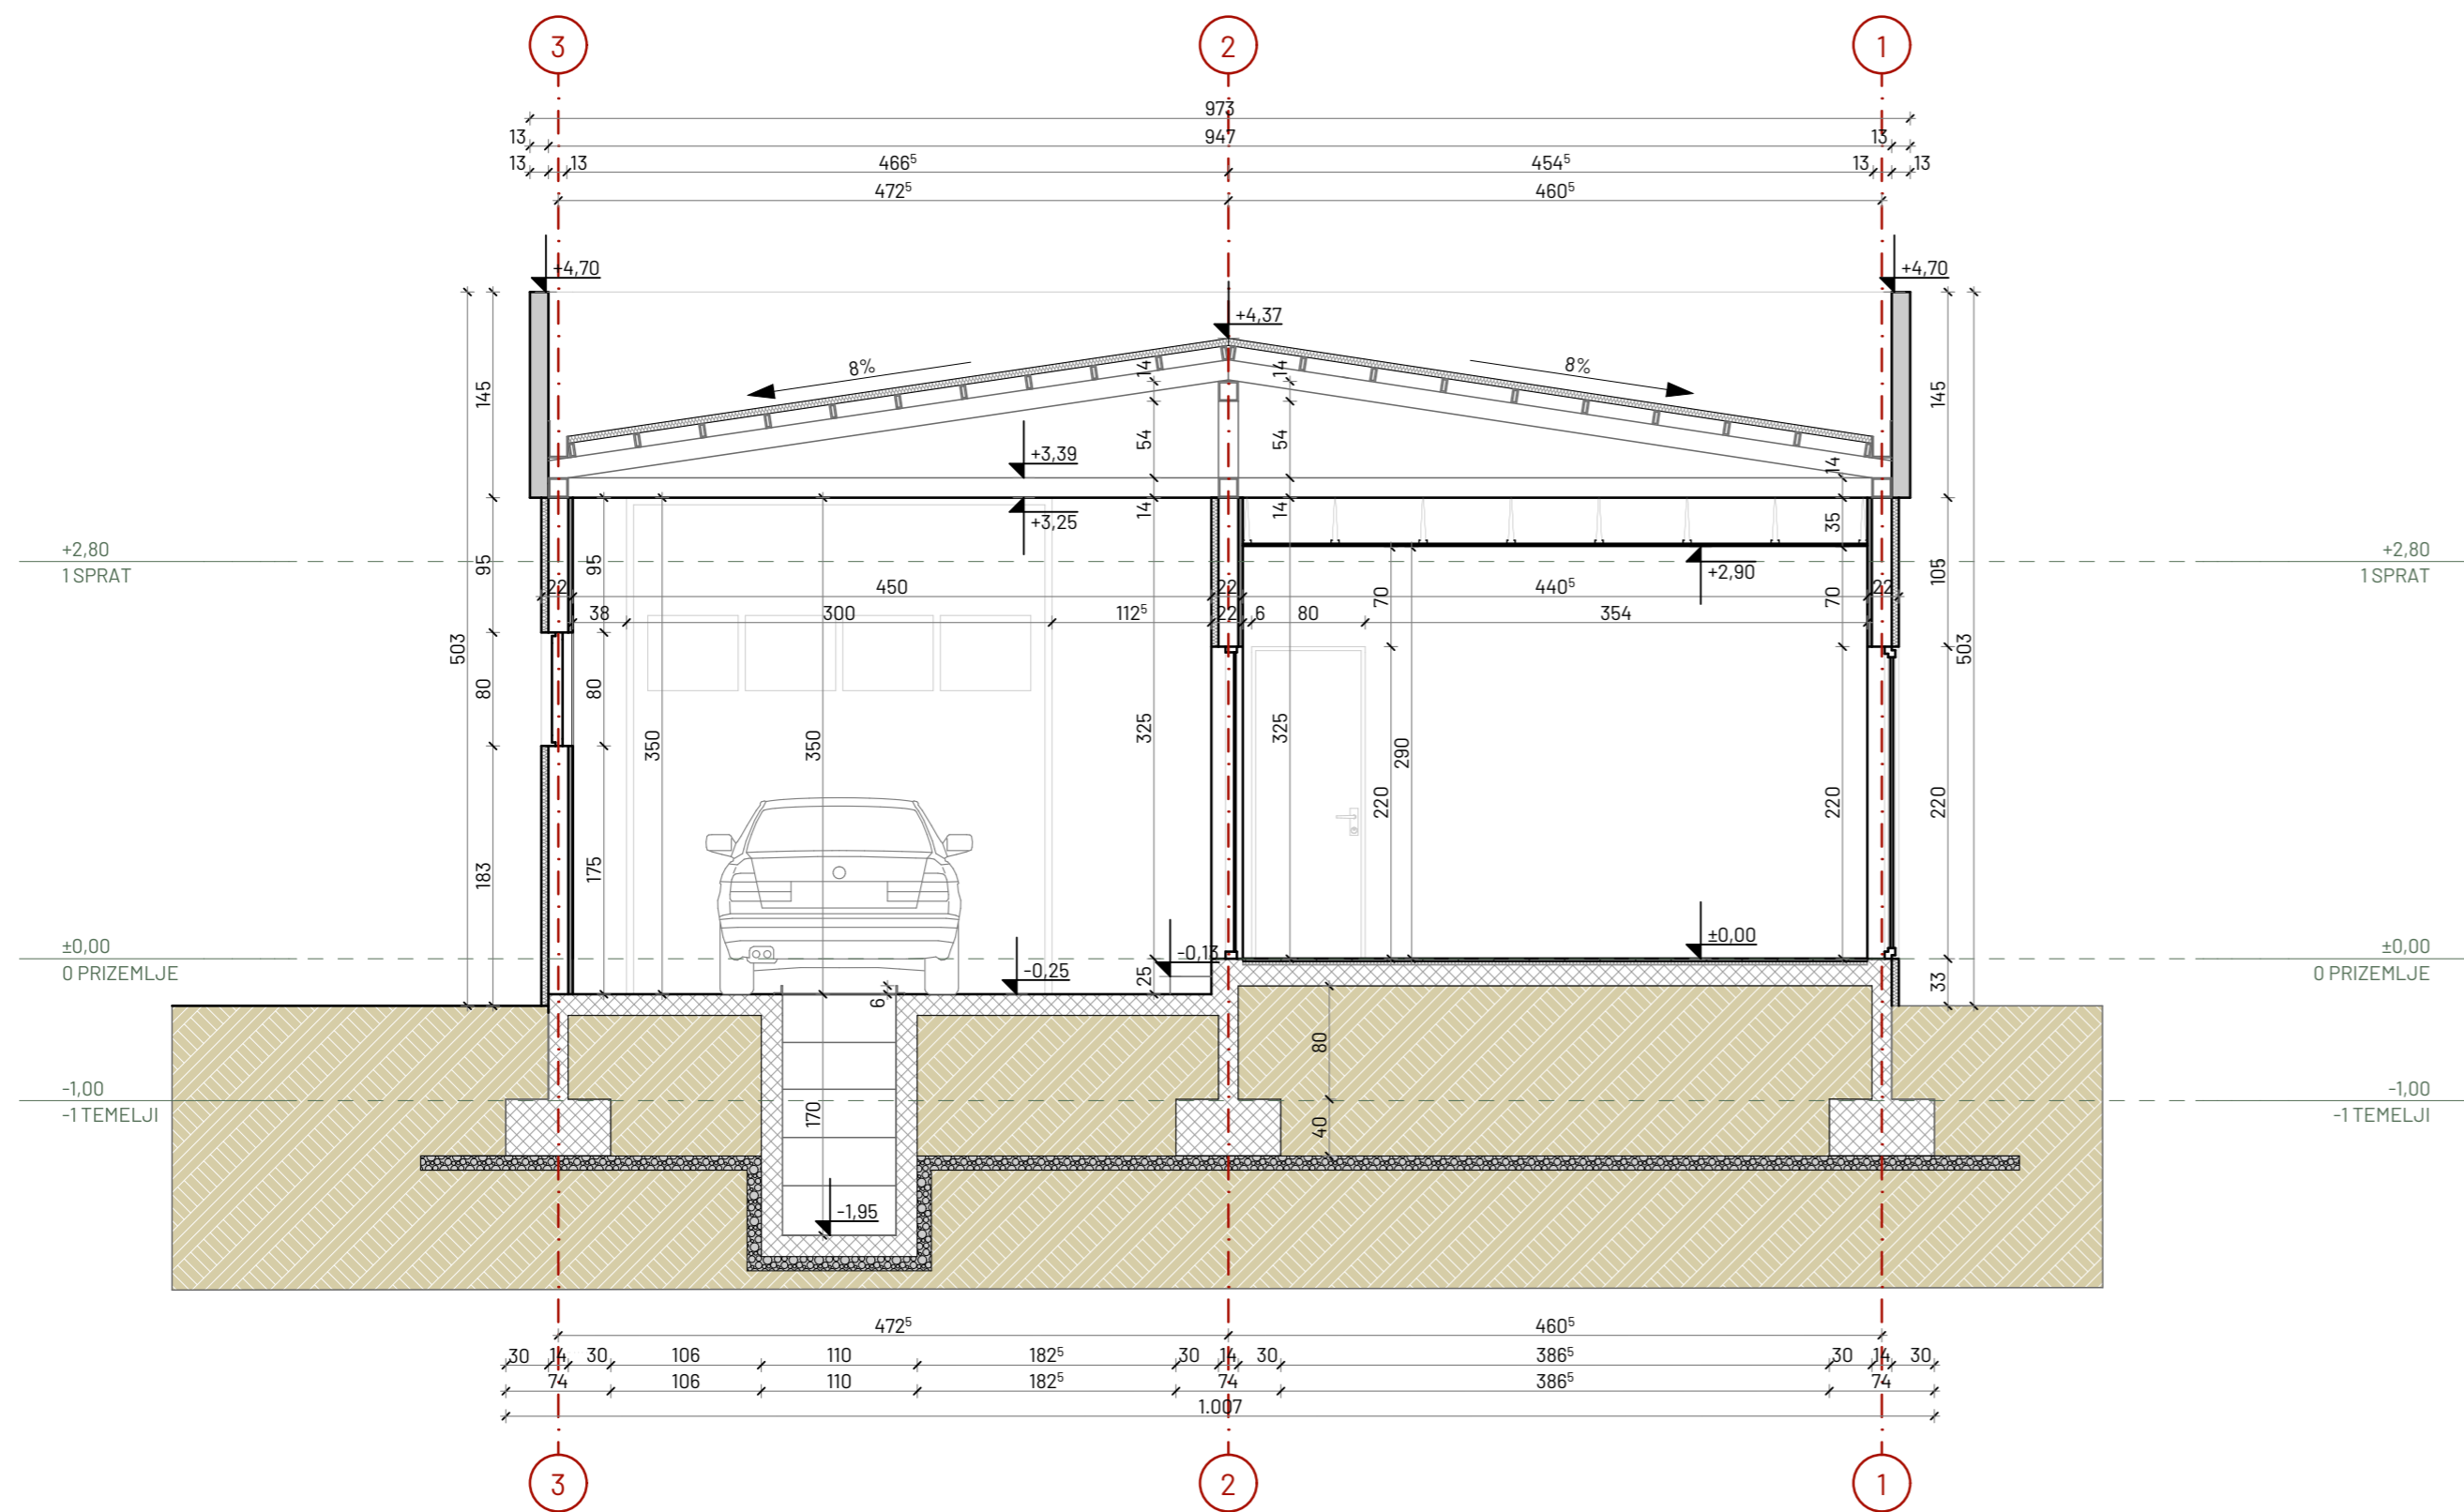 3 2 1
973
13 947 13
13 13 466⁵ 454⁵ 13 13
472⁵ 460⁵
+4,70 +4,70
+4,37
8% 8%
14 14
145 145
54 54
+3,39
14
+3,25
14 14 35
+2,80 +2,80
1 SPRAT 1 SPRAT
95 95 +2,90 105
22 450 22 70 440⁵ 70 22
38 300 112⁵ 22 6 80 354
503 503
80 80
350 350 325 325 290
183 175 220 220 220
±0,00 ±0,00
±0,00 -0,13 ±0,00
0 PRIZEMLJE 0 PRIZEMLJE
-0,25 25 33
6
80
-1,00 -1,00
-1 TEMELJI -1 TEMELJI
170 40
-1,95
472⁵ 460⁵
30 14 30 106 110 182⁵ 30 14 30 386⁵ 30 14 30
74 106 110 182⁵ 74 386⁵ 74
1.007
3 2 1